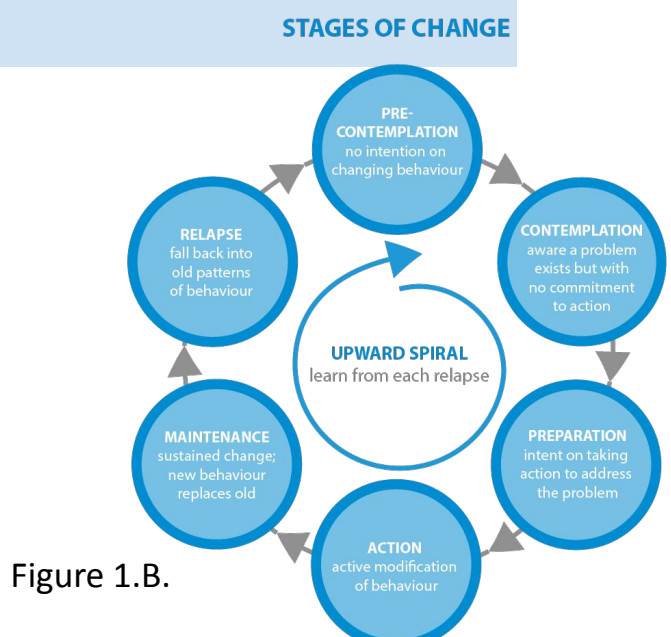 STAGES OF CHANGE
PRE-
CONTEMPLATION
no intention on
changing behaviour
CONTEMPLATION
aware a problem
exists but with
no commitment
to action
PREPARATION
intent on taking
action to address
the problem
ACTION
active modification
of behaviour
MAINTENANCE
sustained change;
new behaviour
replaces old
RELAPSE
fall back into
old patterns
of behaviour
UPWARD SPIRAL
learn from each relapse
Figure 1.B.